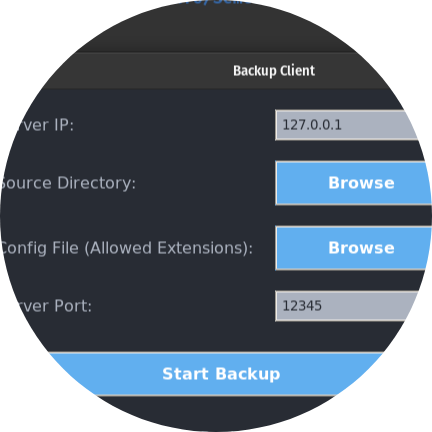 Backup Client
rver IP: 127.0.0.1
Source Directory: Browse
Config File (Allowed Extensions): Browse
rver Port: 12345
Start Backup